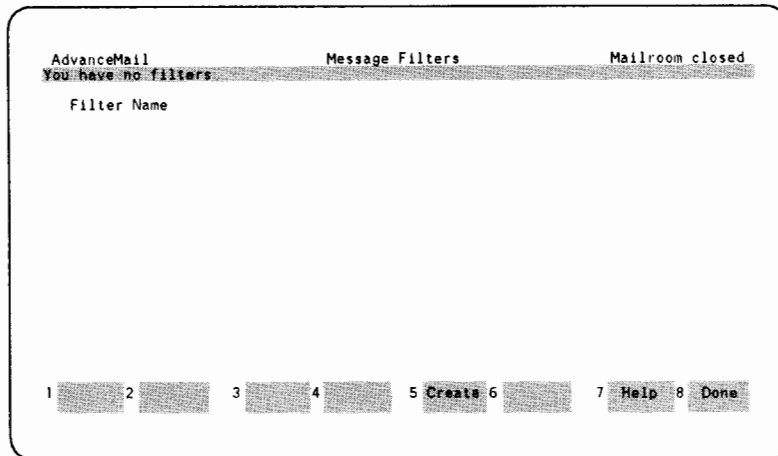 AdvanceMail Message Filters Mailroom closed
You have no filters
Filter Name
1 2 3 4 5 Create 6 7 Help 8 Done